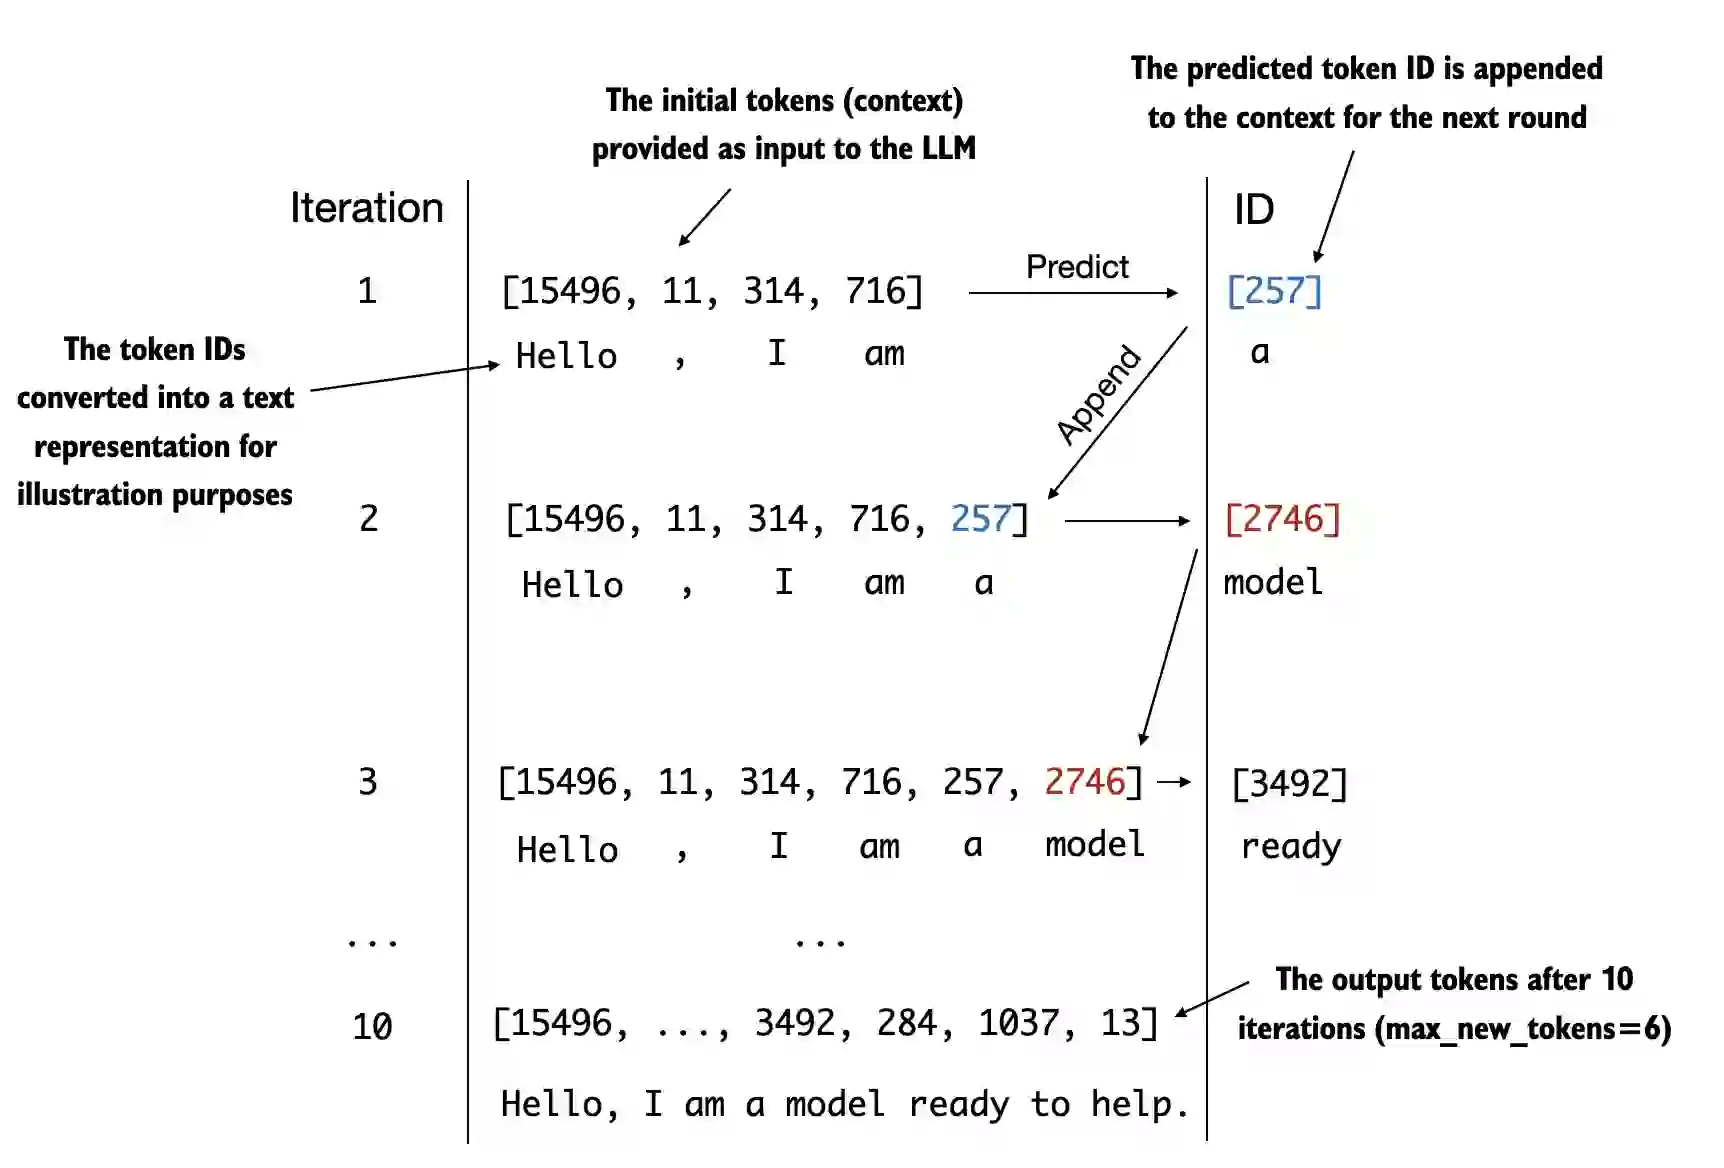 The initial tokens (context)
provided as input to the LLM
The predicted token ID is appended
to the context for the next round
Iteration
ID
1
[15496, 11, 314, 716]
Predict
[257]
Hello , I am
a
The token IDs
converted into a text
representation for
illustration purposes
Append
2
[15496, 11, 314, 716, 257]
[2746]
Hello , I am a
model
3
[15496, 11, 314, 716, 257, 2746]
[3492]
Hello , I am a model
ready
...
...
10
[15496, ..., 3492, 284, 1037, 13]
The output tokens after 10
iterations (max_new_tokens=6)
Hello, I am a model ready to help.